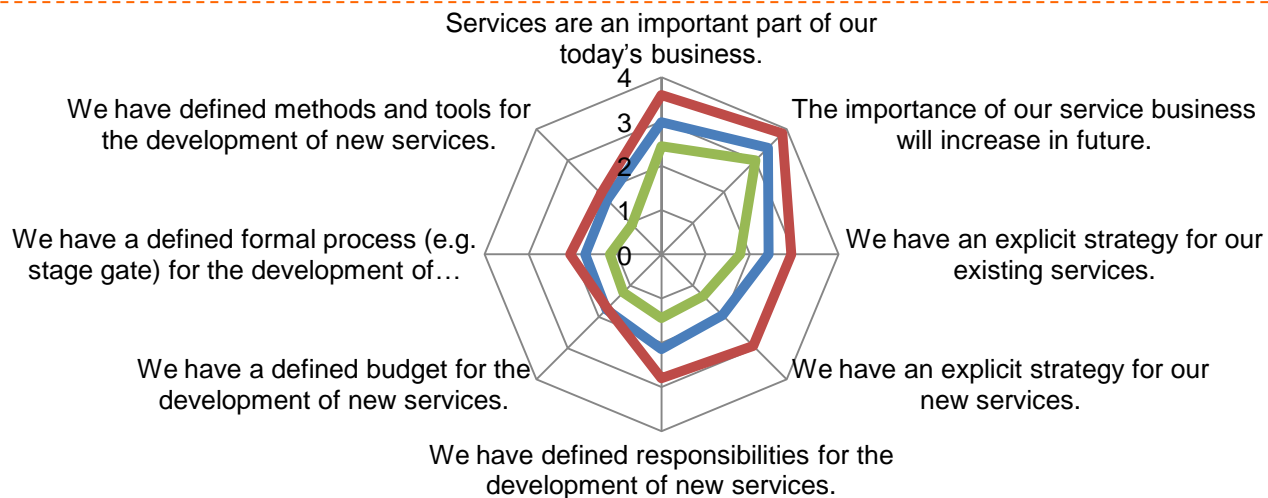 Services are an important part of our
today's business.
4
We have defined methods and tools for
the development of new services.
The importance of our service business
will increase in future.
3
2
1
We have a defined formal process (e.g.
stage gate) for the development of…
0
We have an explicit strategy for our
existing services.
We have a defined budget for the
development of new services.
We have an explicit strategy for our
new services.
We have defined responsibilities for the
development of new services.